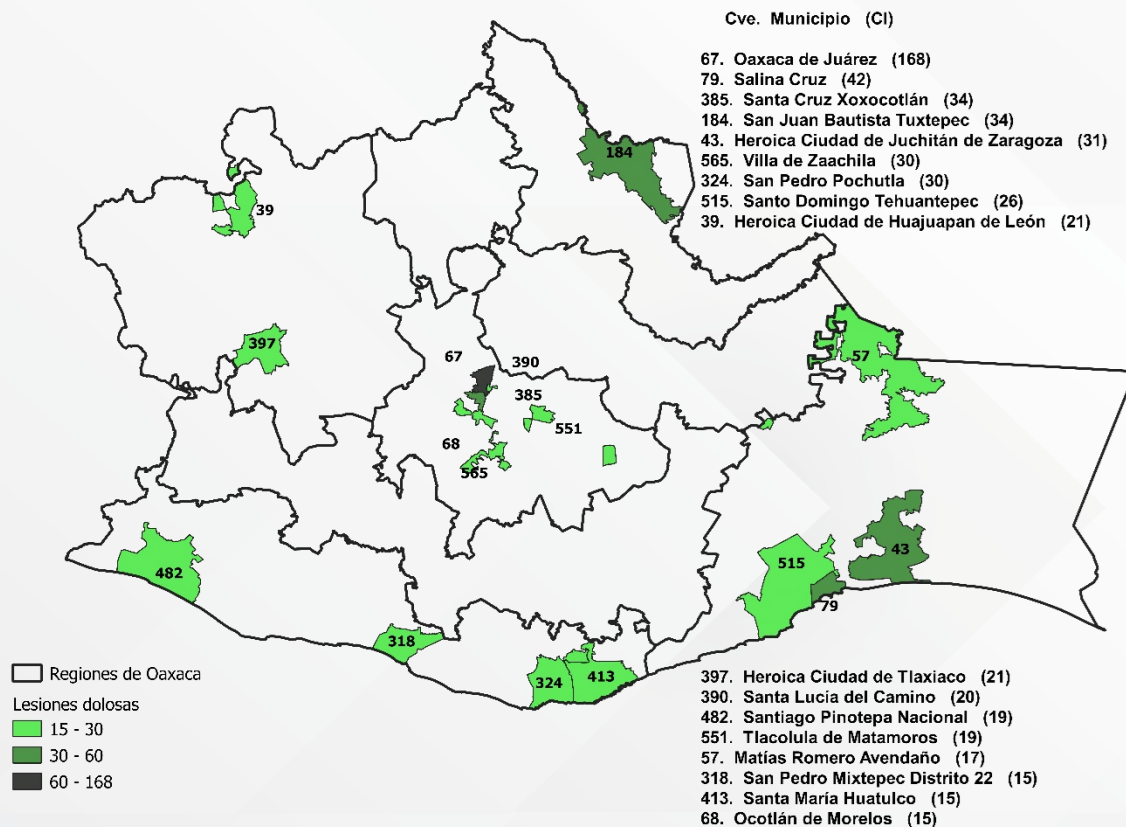 Cve. Municipio (CI)
67. Oaxaca de Juárez (168)
79. Salina Cruz (42)
385. Santa Cruz Xoxocotlán (34)
184. San Juan Bautista Tuxtepec (34)
43. Heroica Ciudad de Juchitán de Zaragoza (31)
565. Villa de Zaachila (30)
324. San Pedro Pochutla (30)
515. Santo Domingo Tehuantepec (26)
39. Heroica Ciudad de Huajuapan de León (21)
184
39
397
67
390
57
385
551
68
565
482
515
43
79
318
324
413
Regiones de Oaxaca
Lesiones dolosas
15 - 30
30 - 60
60 - 168
397. Heroica Ciudad de Tlaxiaco (21)
390. Santa Lucía del Camino (20)
482. Santiago Pinotepa Nacional (19)
551. Tlacolula de Matamoros (19)
57. Matías Romero Avendaño (17)
318. San Pedro Mixtepec Distrito 22 (15)
413. Santa María Huatulco (15)
68. Ocotlán de Morelos (15)